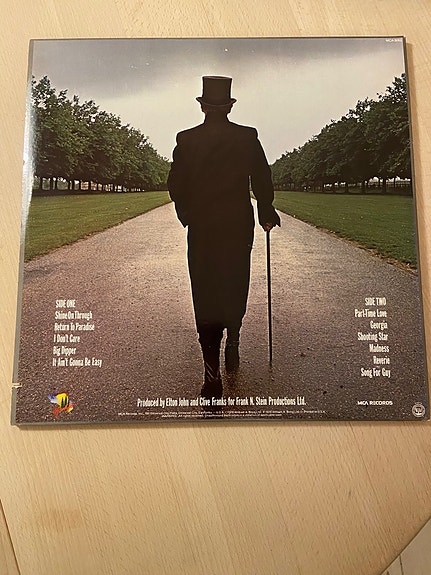 SIDE ONE
Shine On Through
Return To Paradise
I Don't Care
Big Dipper
It Ain't Gonna Be Easy
SIDE TWO
Part-Time Love
Georgia
Shooting Star
Madness
Reverie
Song For Guy
Produced by Elton John and Clive Franks for Frank N. Stein Productions Ltd.
MCA RECORDS